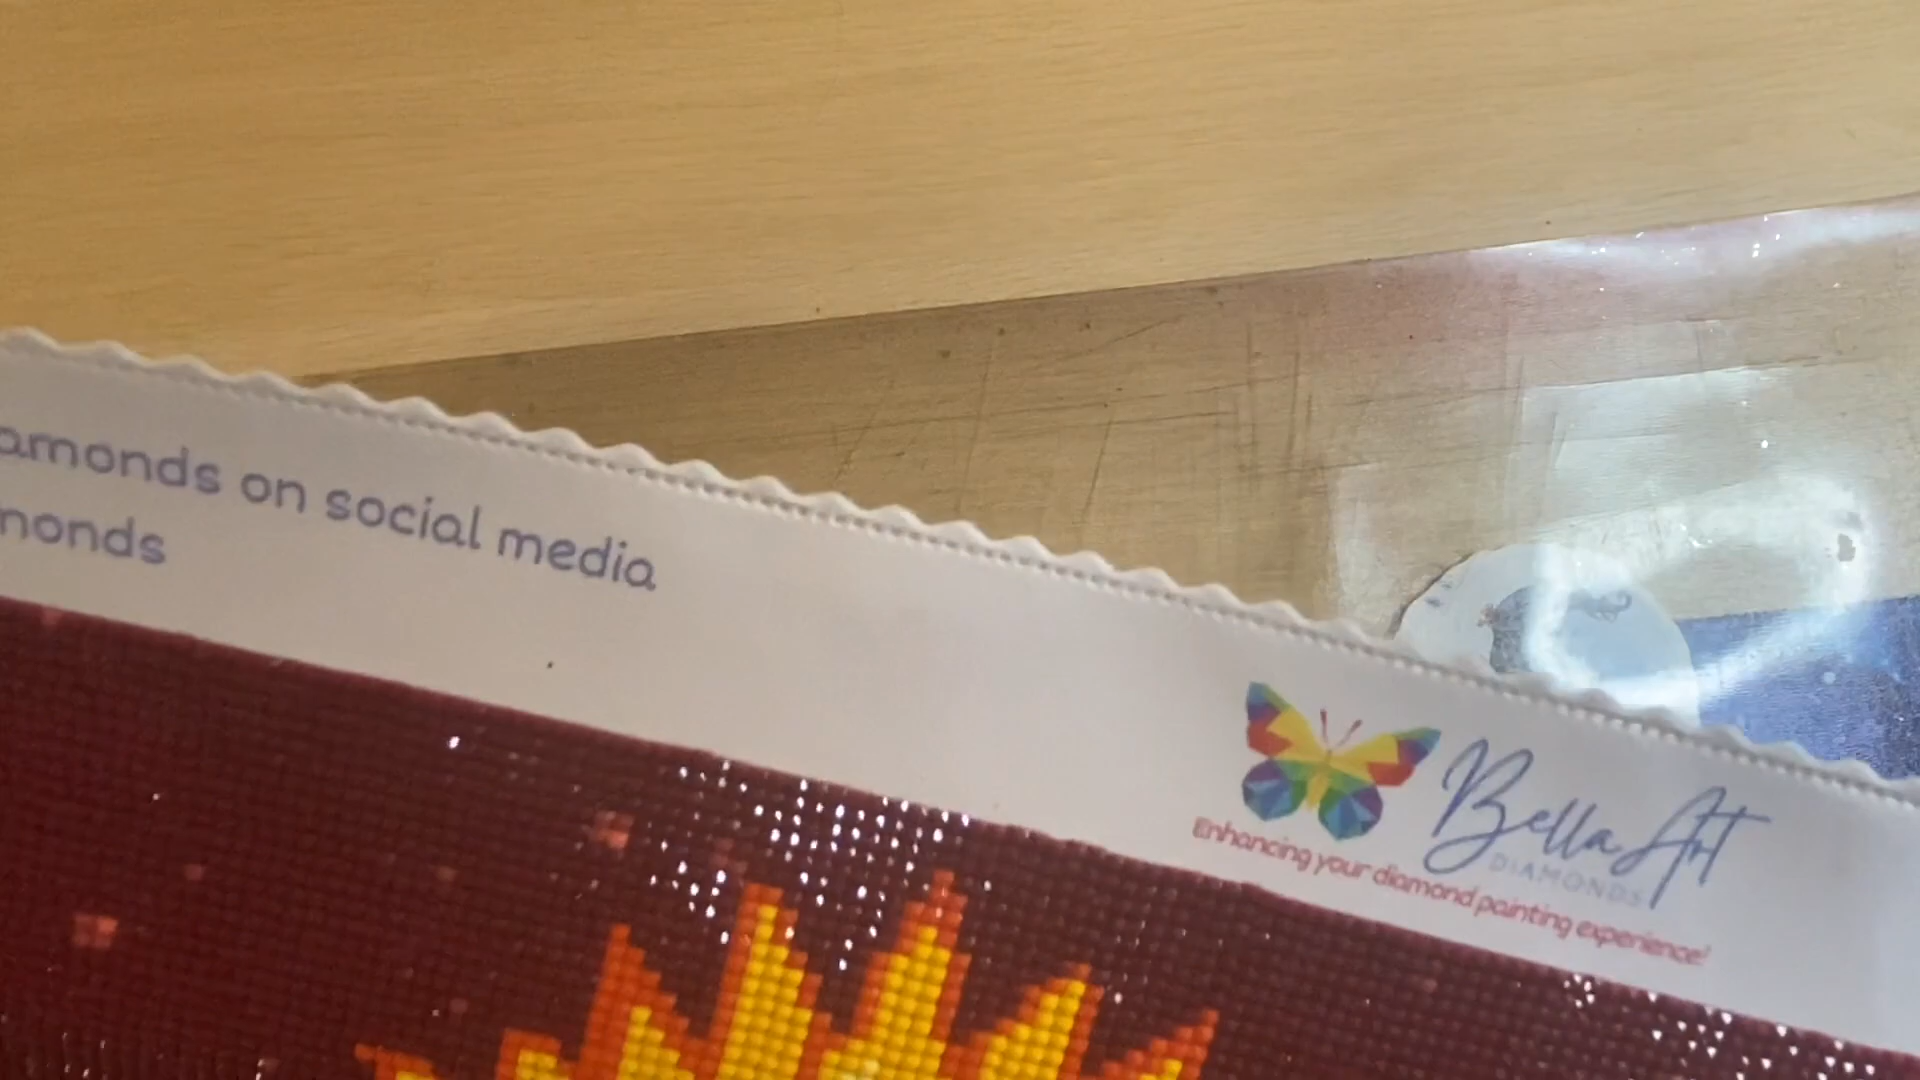 amonds on social media
monds
Bella Art
DIAMONDS
Enhancing your diamond painting experience!